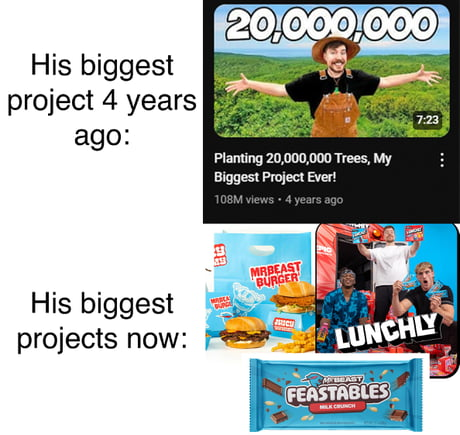 His biggest
project 4 years
ago:
20,000,000
7:23
Planting 20,000,000 Trees, My
Biggest Project Ever!
108M views • 4 years ago
His biggest
projects now:
MRBEAST
BURGER
LUNCHLY
MRBEAST
FEASTABLES
MILK CRUNCH